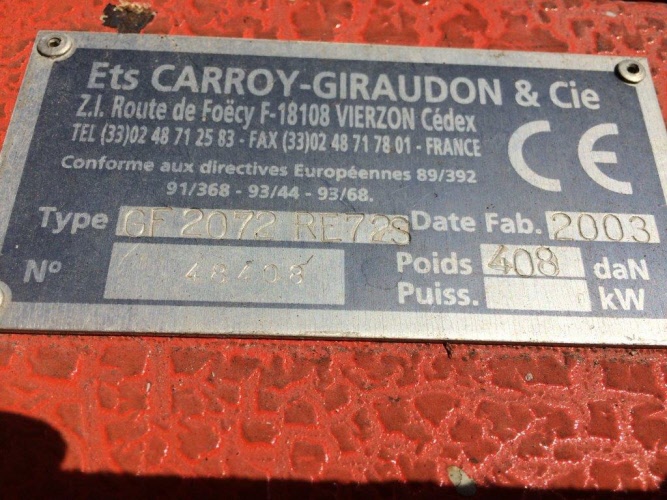 Ets CARROY-GIRAUDON & Cie
Z.I. Route de Foëcy F-18108 VIERZON Cédex
TEL (33)02 48 71 25 83 - FAX (33)02 48 71 78 01 - FRANCE
CE
Conforme aux directives Européennes 89/392
91/368 - 93/44 - 93/68.
Type GF 2072 RE72S Date Fab. 2003
N° 48408 Poids 408 daN
Puiss. kW